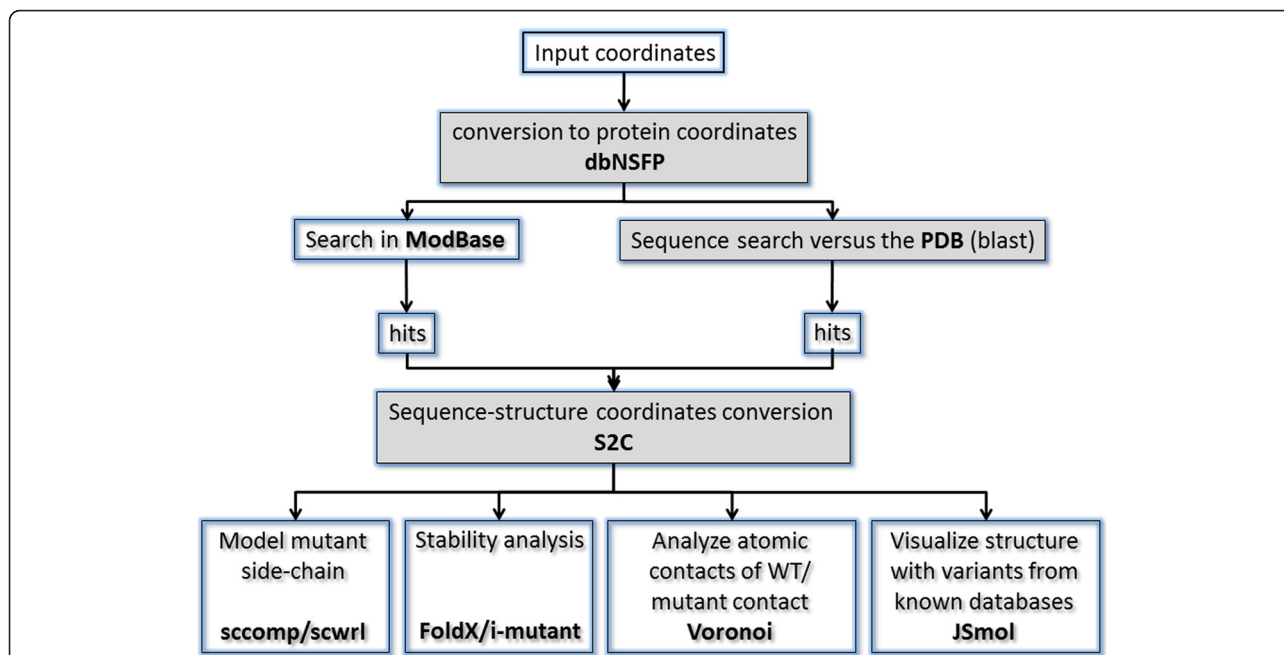 Input coordinates
conversion to protein coordinates
dbNSFP
Search in ModBase
Sequence search versus the PDB (blast)
hits
hits
Sequence-structure coordinates conversion
S2C
Model mutant
side-chain
sccomp/scwrl
Stability analysis
FoldX/i-mutant
Analyze atomic
contacts of WT/
mutant contact
Voronoi
Visualize structure
with variants from
known databases
JSmol